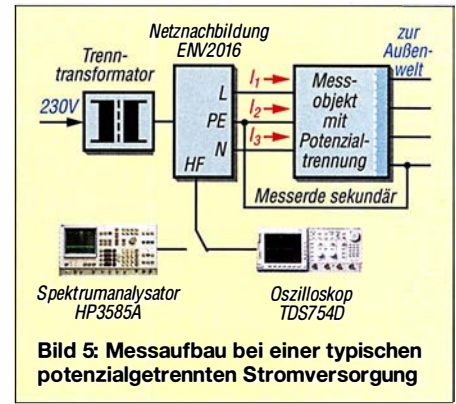 Netznachbildung
ENV2016
zur
Außen-
welt
Trenn-
transformator
230V
L
PE
N
HF
I1
I2
I3
Mess-
objekt
mit
Potenzial-
trennung
Messerde sekundär
Spektrumanalysator
HP3585A
Oszilloskop
TDS754D
Bild 5: Messaufbau bei einer typischen
potenzialgetrennten Stromversorgung